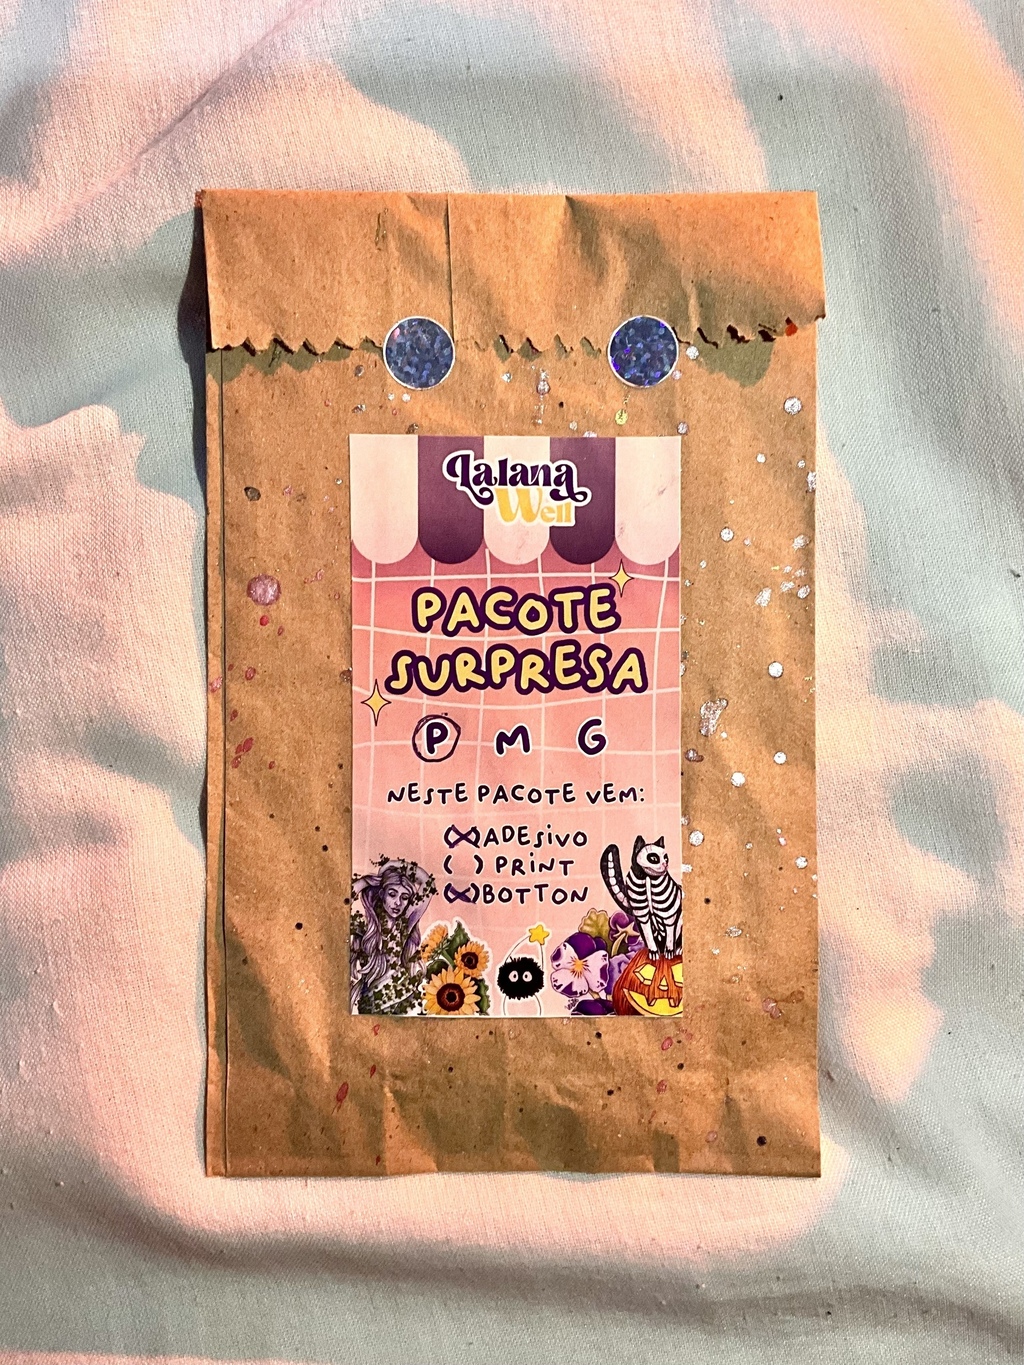 Lalana
Well
PACOTE
SURPRESA
P M G
NESTE PACOTE VEM:
(X) ADESIVO
( ) PRINT
(X) BOTTON